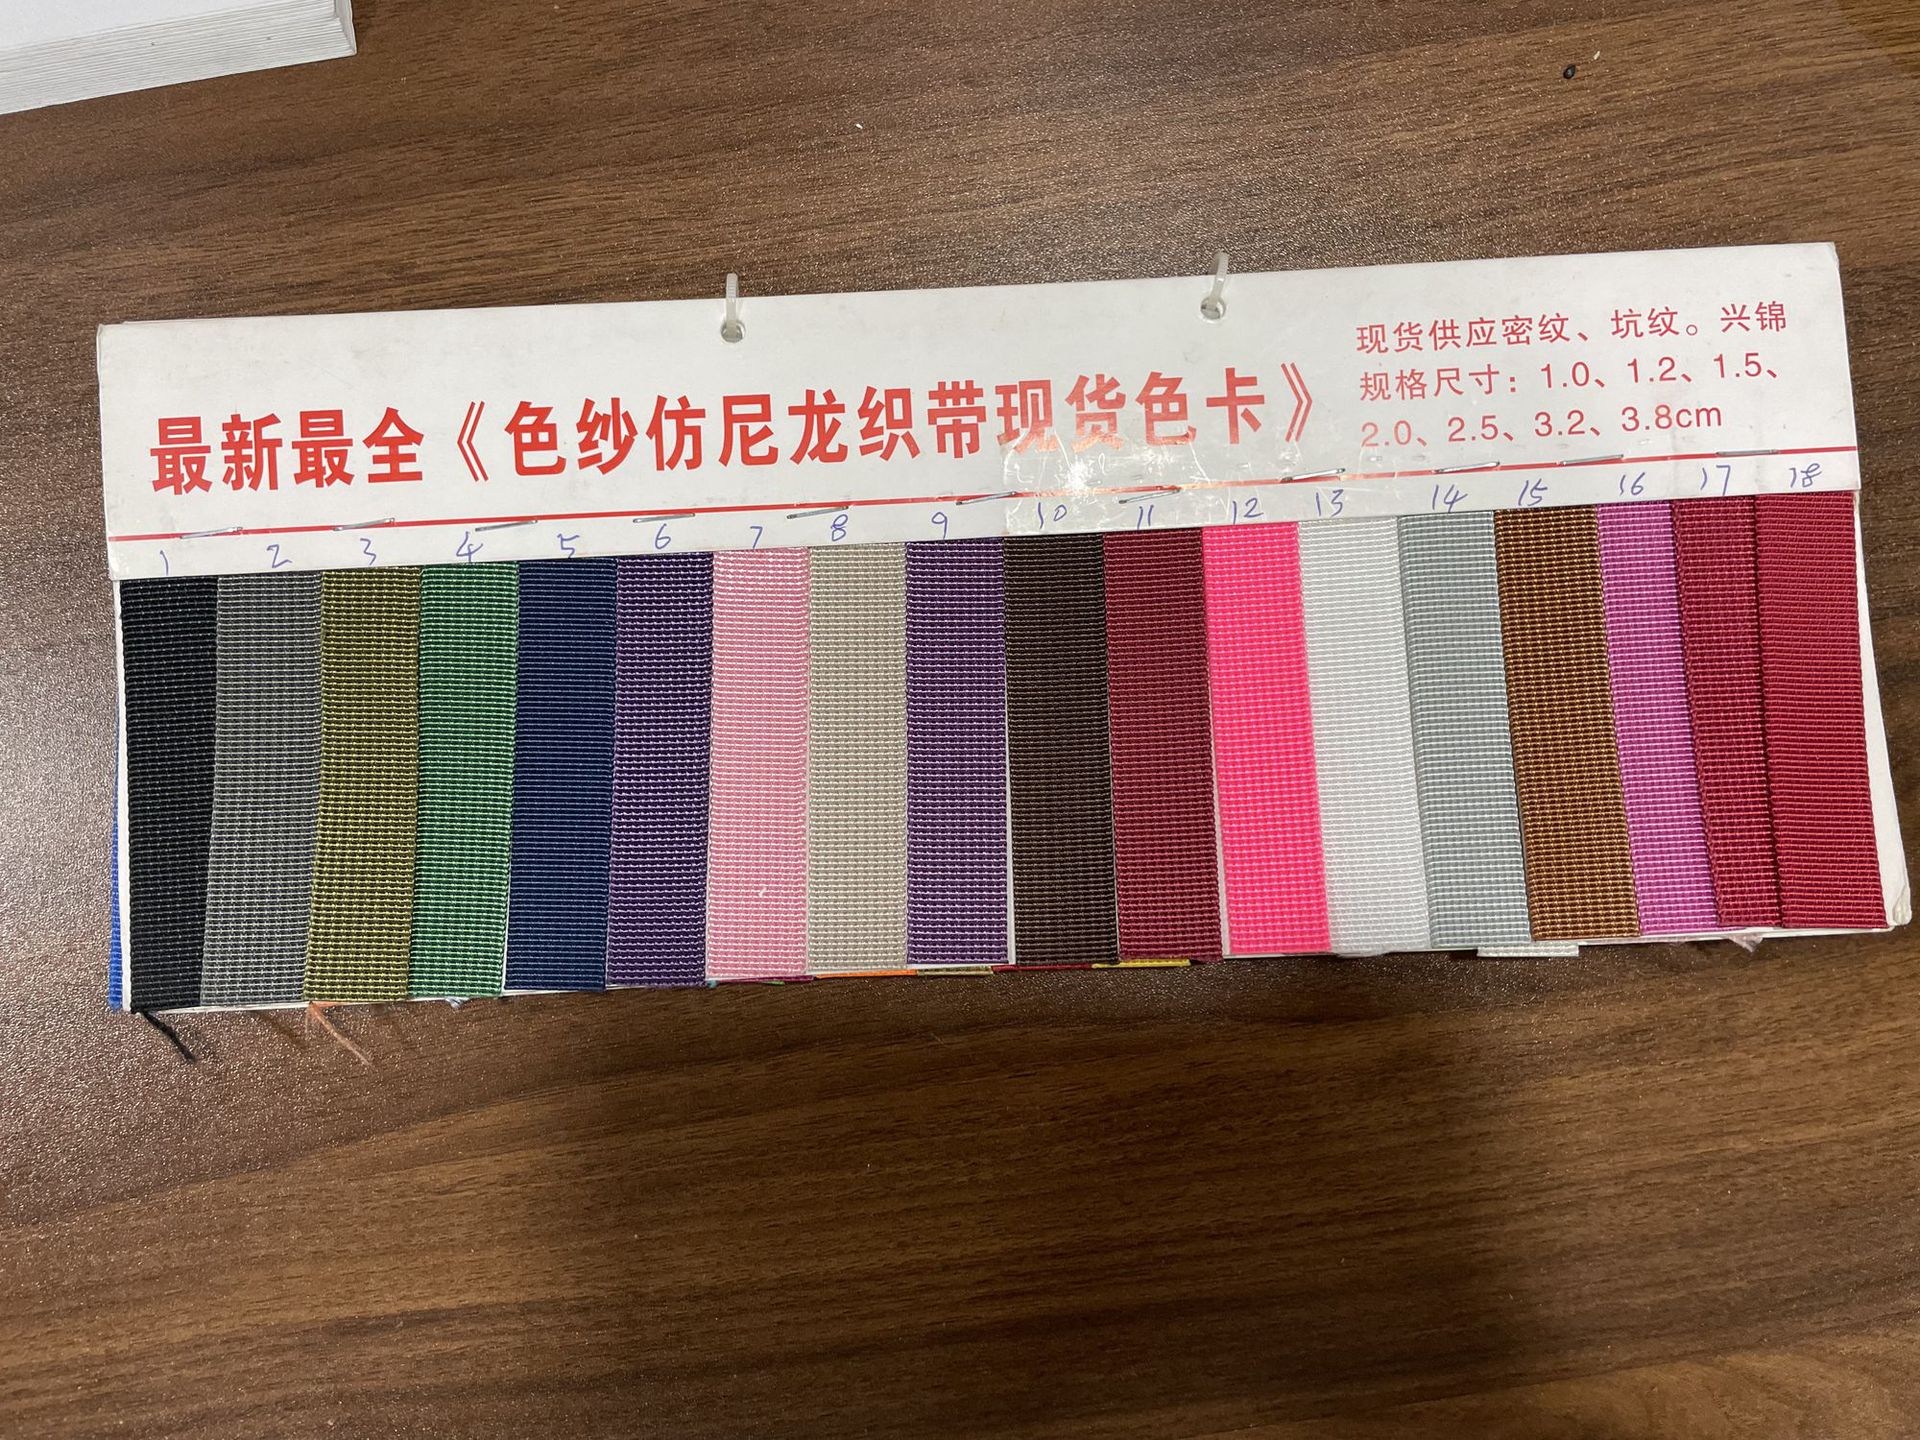 最新最全《色纱仿尼龙织带现货色卡》
现货供应密纹、坑纹。兴锦
规格尺寸：1.0、1.2、1.5、
2.0、2.5、3.2、3.8cm
1 2 3 4 5 6 7 8 9 10 11 12 13 14 15 16 17 18